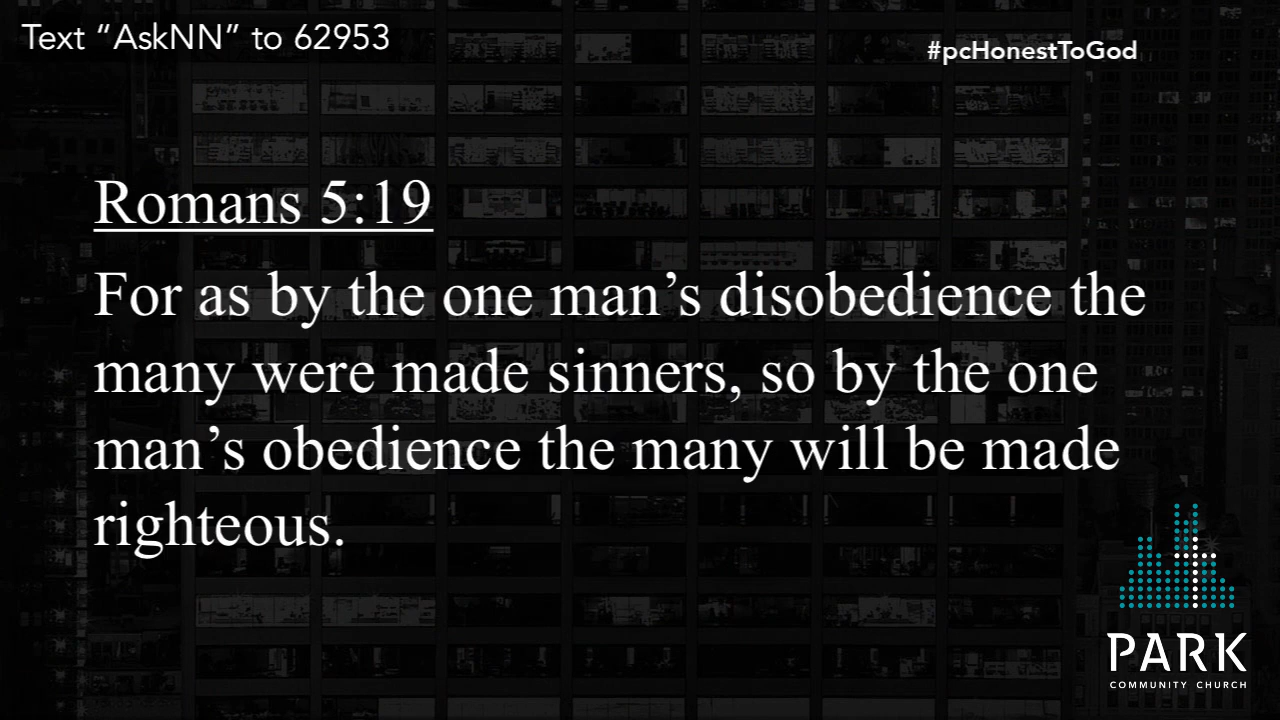 Text “AskNN” to 62953
#pcHonestToGod
Romans 5:19
For as by the one man’s disobedience the
many were made sinners, so by the one
man’s obedience the many will be made
righteous.
PARK
COMMUNITY CHURCH